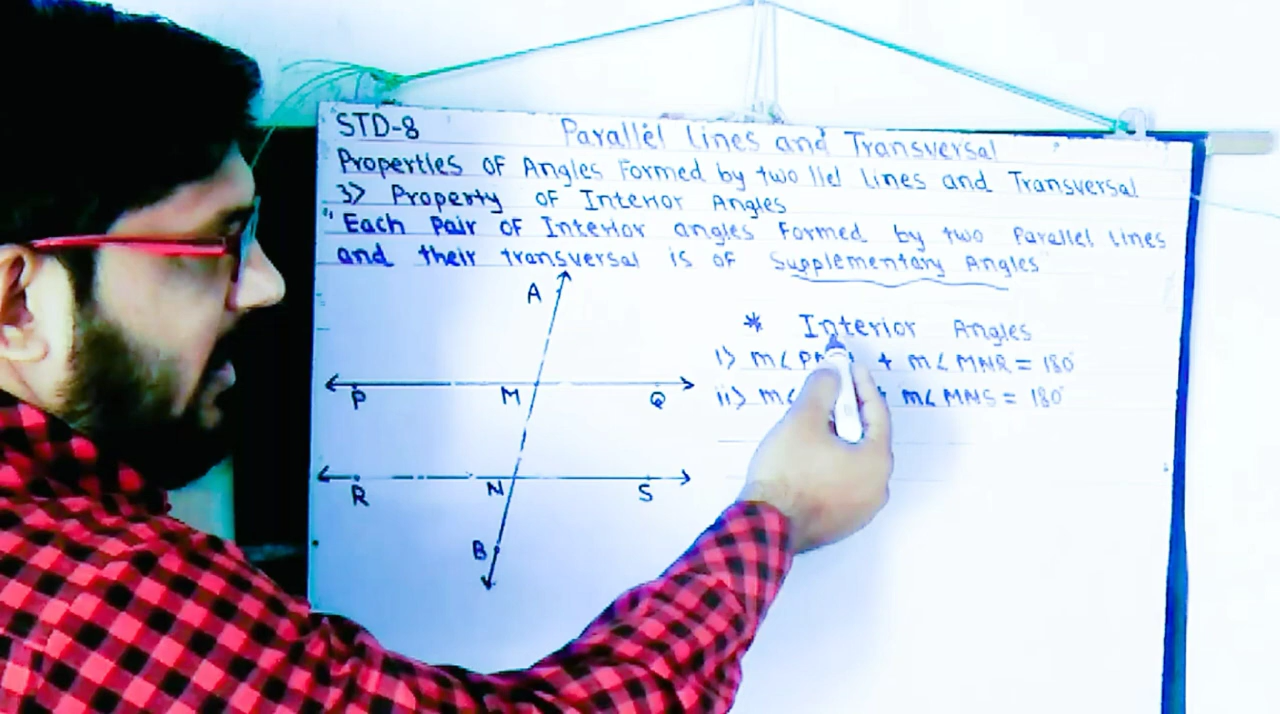 STD-8
Parallel Lines and Transversal
Properties OF Angles Formed by two llel Lines and Transversal
3> Property OF Interior Angles
"Each Pair OF Interior angles Formed by two Parallel lines
and their transversal is OF Supplementary Angles"
A
* Interior Angles
i> + m∠MNR = 180°
P M Q
ii> + m∠MNS = 180°
R N S
B